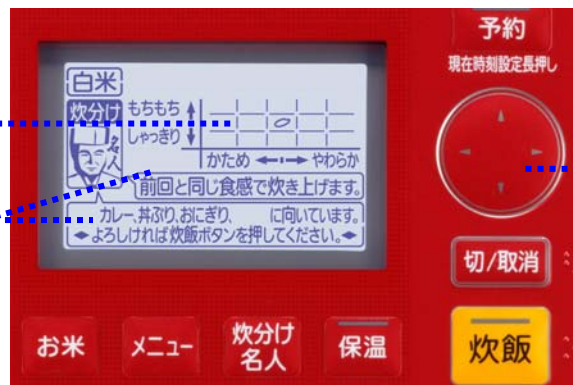 予約
現在時刻設定長押し
白米
炊分け
名人
もちもち
しゃっきり
かため ←■→ やわらか
前回と同じ食感で炊き上げます。
カレー、丼ぶり、おにぎり、 に向いています。
よろしければ炊飯ボタンを押してください。
切/取消
お米
メニュー
炊分け
名人
保温
炊飯